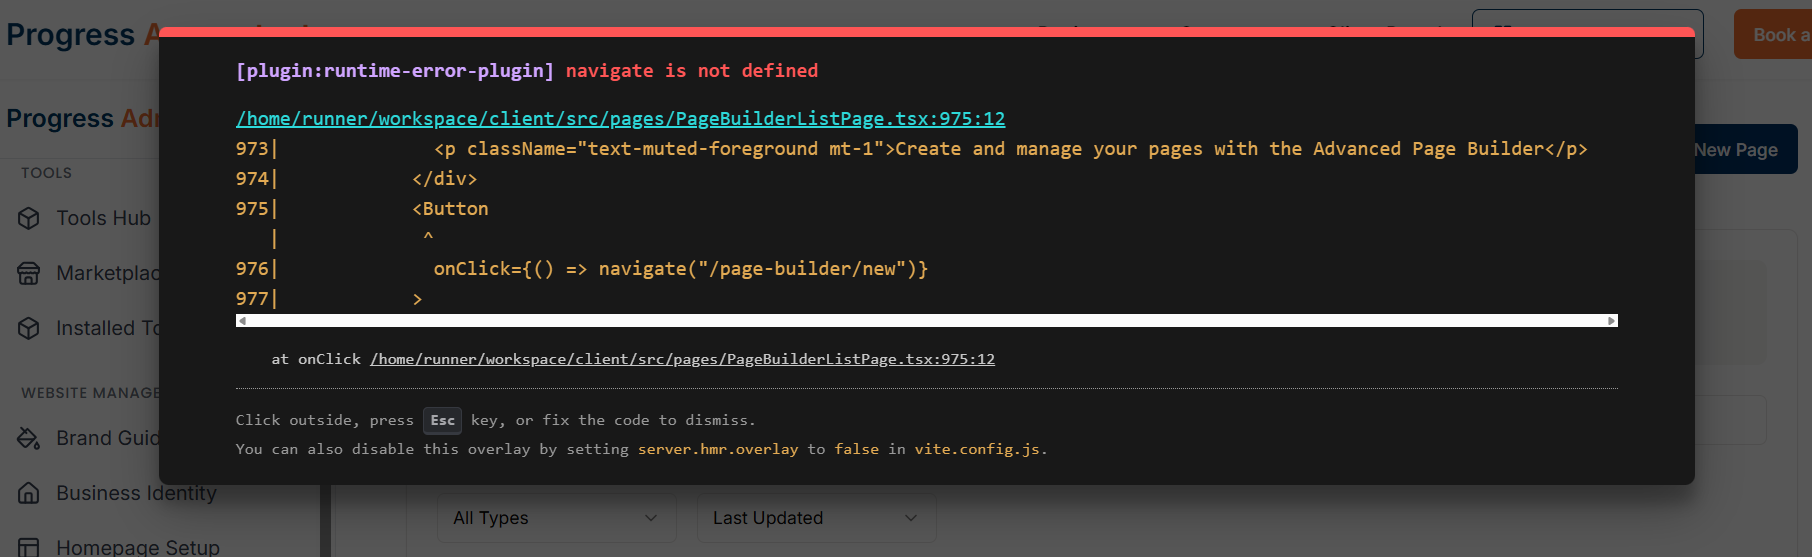 Progress
Book a
[plugin:runtime-error-plugin] navigate is not defined
/home/runner/workspace/client/src/pages/PageBuilderListPage.tsx:975:12
973|              <p className="text-muted-foreground mt-1">Create and manage your pages with the Advanced Page Builder</p>
974|            </div>
975|            <Button
   |             ^
976|              onClick={() => navigate("/page-builder/new")}
977|            >
at onClick /home/runner/workspace/client/src/pages/PageBuilderListPage.tsx:975:12
Click outside, press Esc key, or fix the code to dismiss.
You can also disable this overlay by setting server.hmr.overlay to false in vite.config.js.
Progress Adr
New Page
TOOLS
Tools Hub
Marketplac
Installed To
WEBSITE MANAGE
Brand Guid
Business Identity
Homepage Setup
All Types
Last Updated